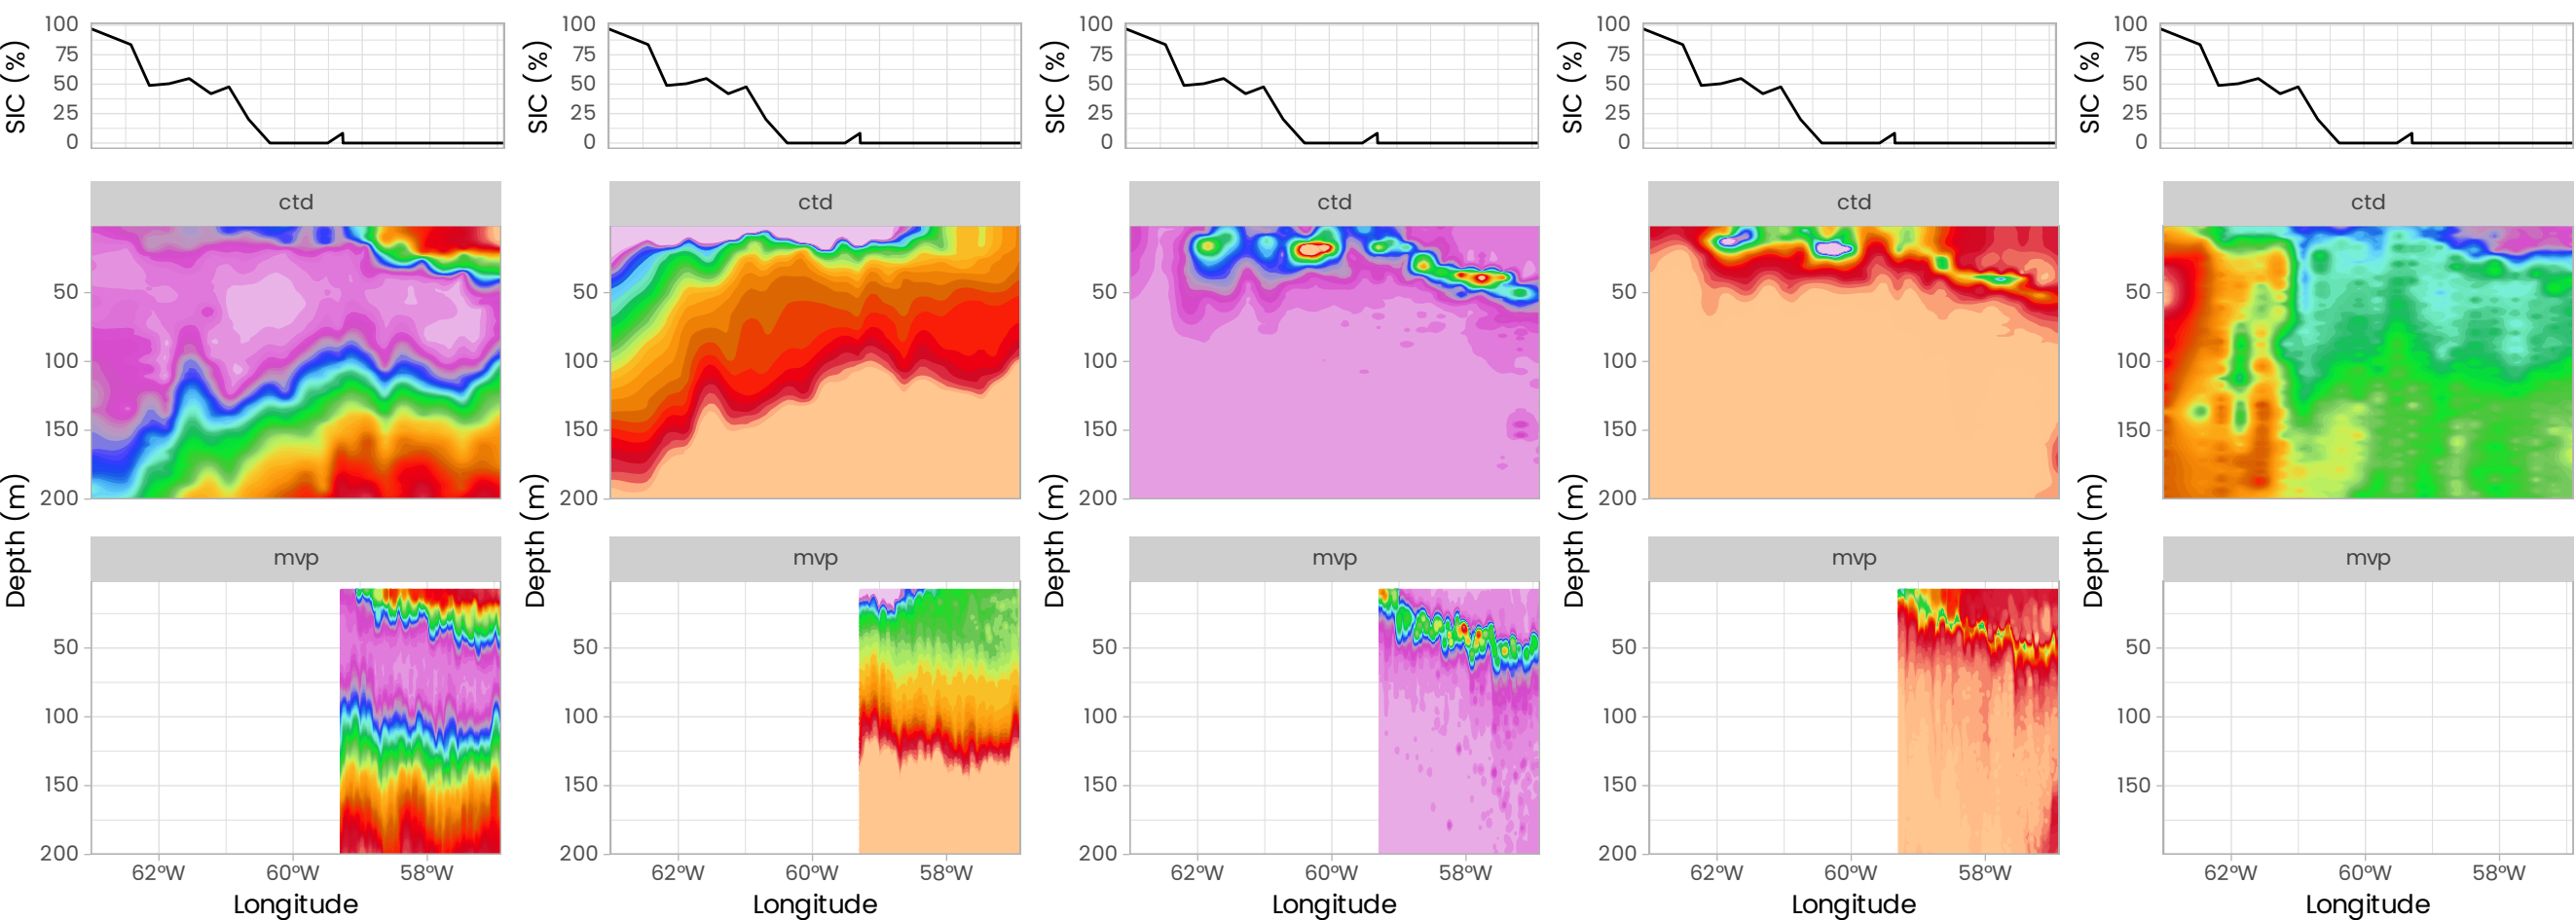 SIC (%) 100 75 50 25 0
SIC (%) 100 75 50 25 0
SIC (%) 100 75 50 25 0
SIC (%) 100 75 50 25 0
SIC (%) 100 75 50 25 0
ctd ctd ctd ctd ctd
50 50 50 50 50
100 100 100 100 100
150 150 150 150 150
200 200 200 200
Depth (m) Depth (m) Depth (m) Depth (m) Depth (m)
mvp mvp mvp mvp mvp
50 50 50 50 50
100 100 100 100 100
150 150 150 150 150
200 200 200 200
62°W 60°W 58°W 62°W 60°W 58°W 62°W 60°W 58°W 62°W 60°W 58°W 62°W 60°W 58°W
Longitude Longitude Longitude Longitude Longitude